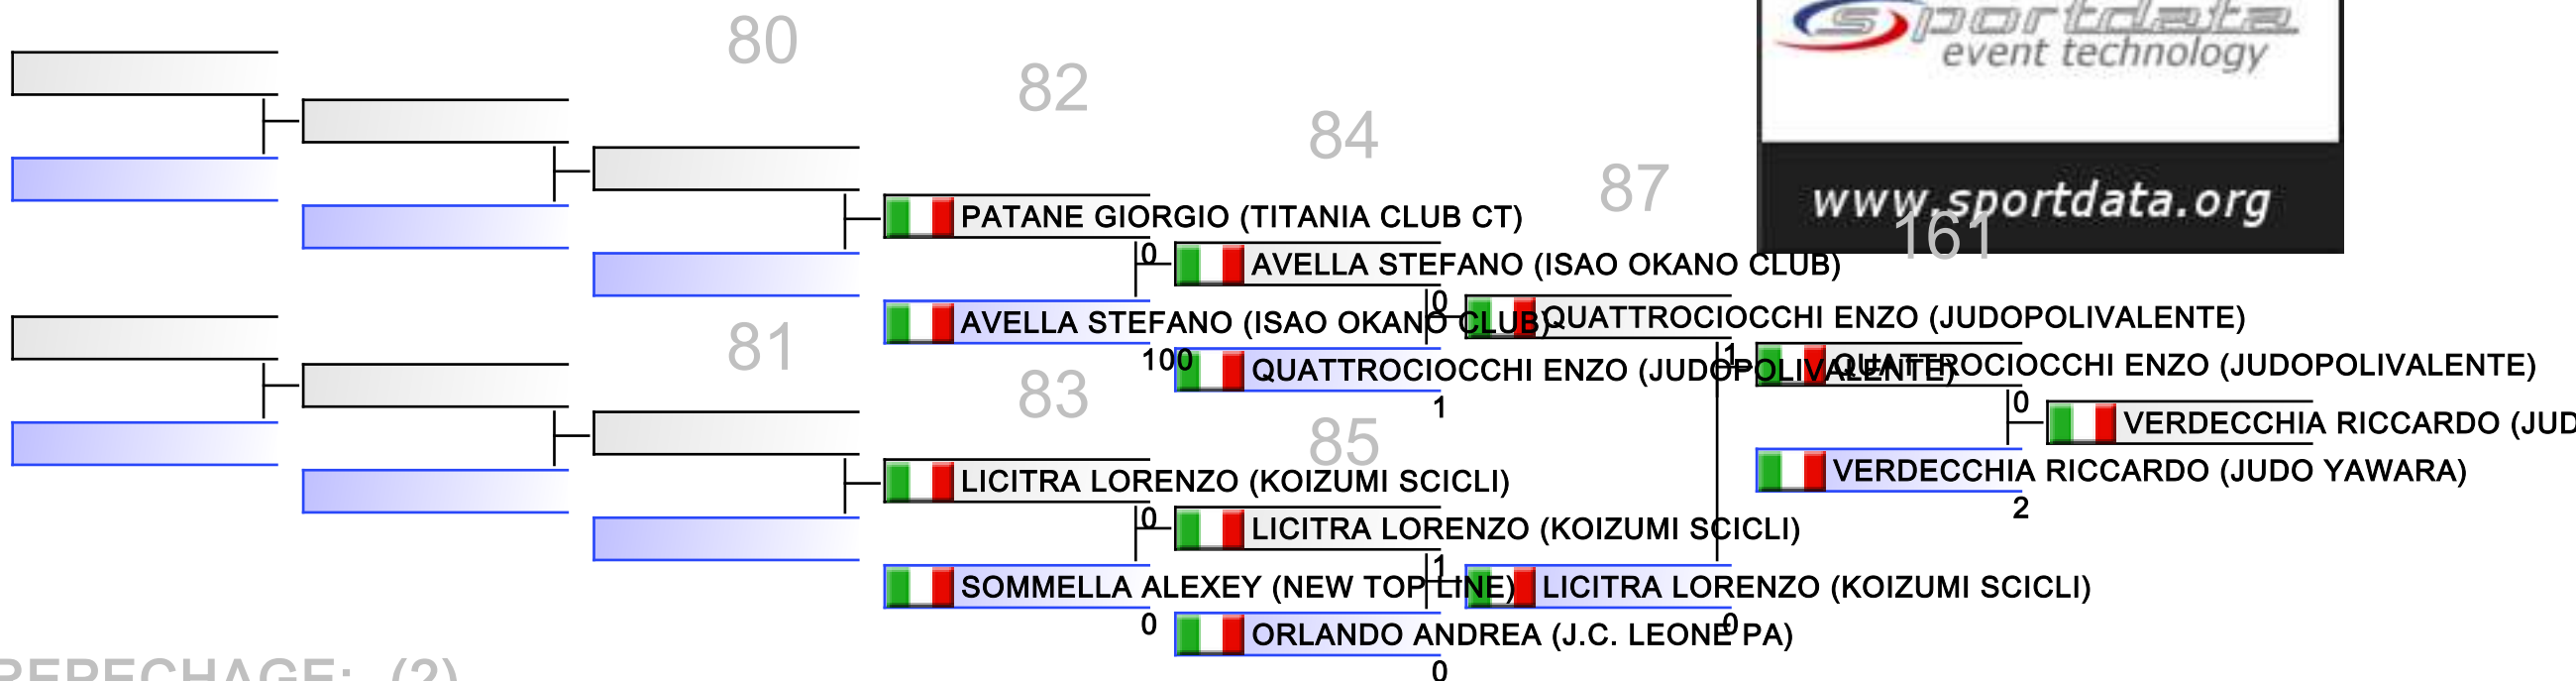 sportdata
event technology
www.sportdata.org
80
82
84
87
161
PATANE GIORGIO (TITANIA CLUB CT)
0
AVELLA STEFANO (ISAO OKANO CLUB)
100
AVELLA STEFANO (ISAO OKANO CLUB)
0
QUATTROCIOCCHI ENZO (JUDOPOLIVALENTE)
1
QUATTROCIOCCHI ENZO (JUDOPOLIVALENTE)
1
QUATTROCIOCCHI ENZO (JUDOPOLIVALENTE)
0
VERDECCHIA RICCARDO (JUD
VERDECCHIA RICCARDO (JUDO YAWARA)
2
81
83
85
LICITRA LORENZO (KOIZUMI SCICLI)
0
LICITRA LORENZO (KOIZUMI SCICLI)
1
SOMMELLA ALEXEY (NEW TOP LINE)
0
LICITRA LORENZO (KOIZUMI SCICLI)
0
ORLANDO ANDREA (J.C. LEONE PA)
0
REPECHAGE: (2)